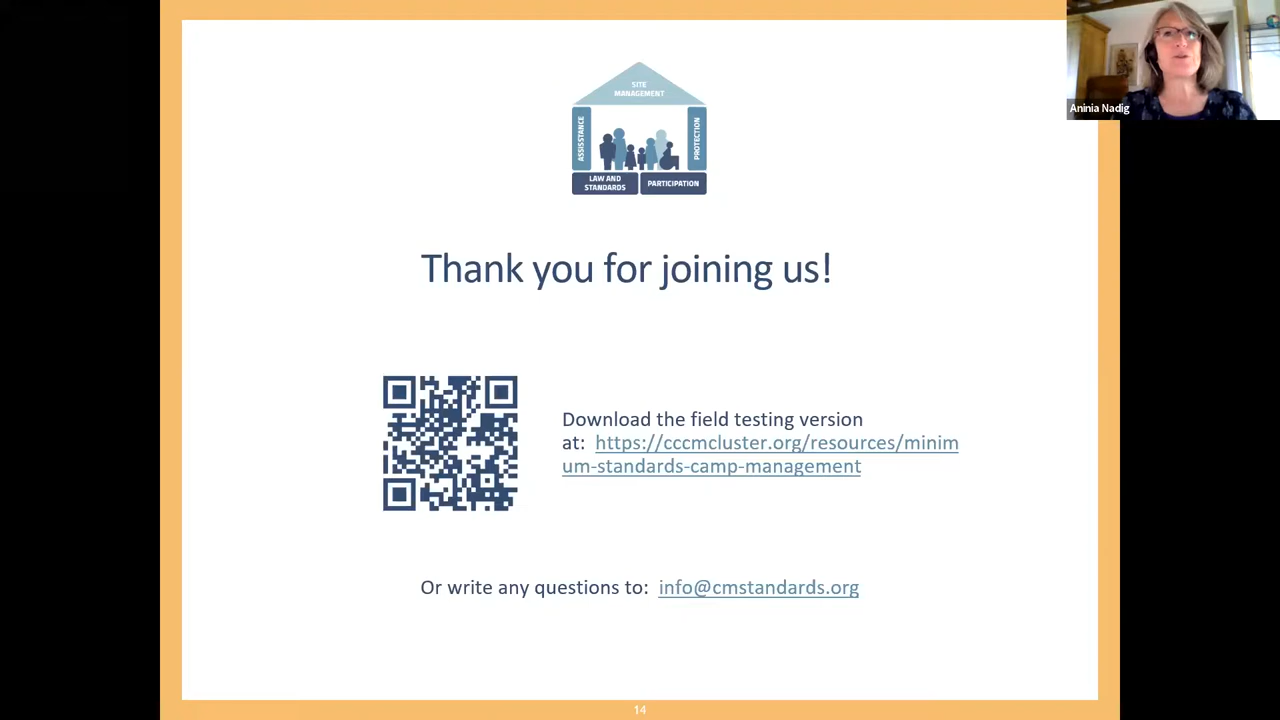 SITE
MANAGEMENT
ASSISSTANCE
PROTECTION
LAW AND
STANDARDS
PARTICIPATION
Aninia Nadig
Thank you for joining us!
Download the field testing version
at: https://cccmcluster.org/resources/minim
um-standards-camp-management
Or write any questions to: info@cmstandards.org
14